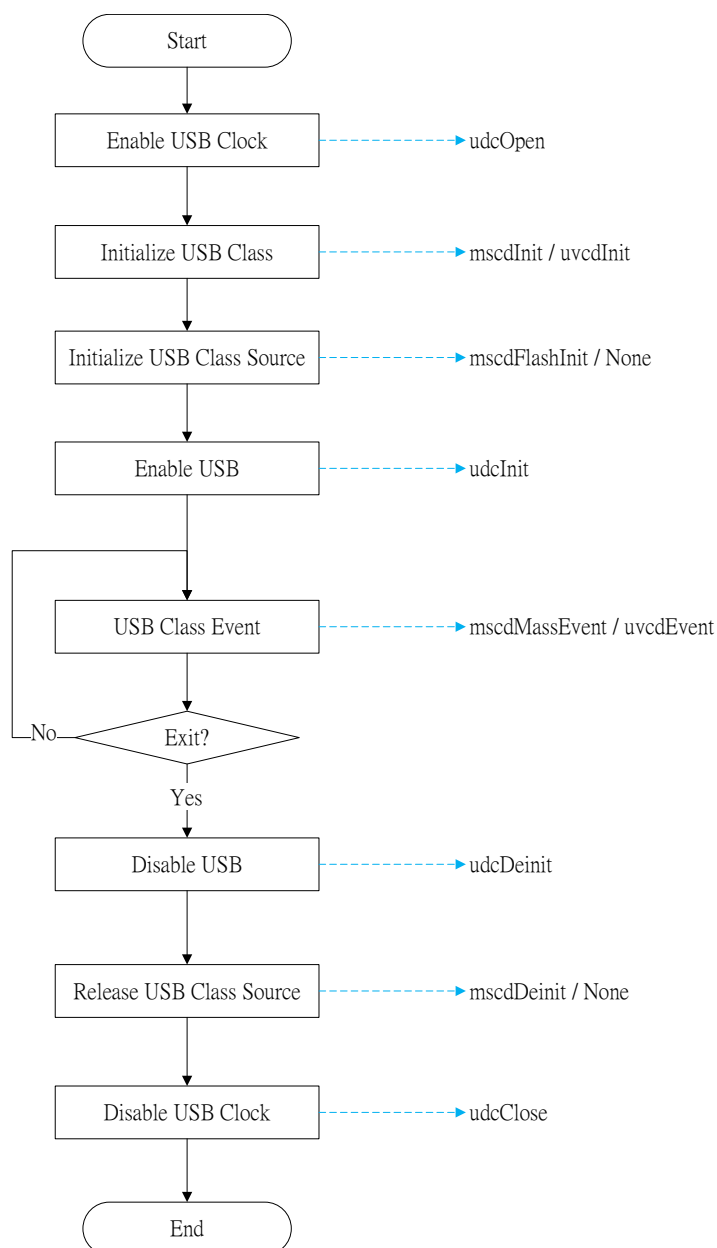 Start
Enable USB Clock
udcOpen
Initialize USB Class
mscdInit / uvcdInit
Initialize USB Class Source
mscdFlashInit / None
Enable USB
udcInit
USB Class Event
mscdMassEvent / uvcdEvent
No
Exit?
Yes
Disable USB
udcDeinit
Release USB Class Source
mscdDeinit / None
Disable USB Clock
udcClose
End